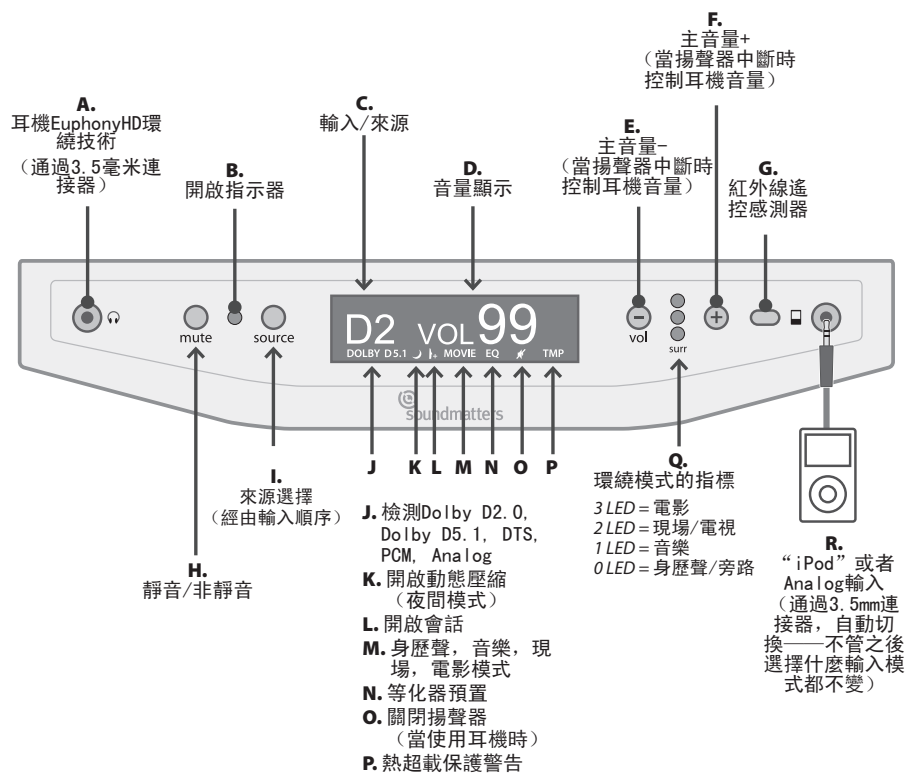 F.
主音量+
(當揚聲器中斷時
控制耳機音量)
A.
耳機EuphonyHD環
繞技術
(通過3.5毫米連
接器)
B.
開啟指示器
C.
輸入/來源
D.
音量顯示
E.
主音量-
(當揚聲器中斷時
控制耳機音量)
G.
紅外線遙
控感測器
mute
source
D2 VOL 99
DOLBY D 5.1 MOVIE EQ TMP
vol
surr
soundmatters
H.
靜音/非靜音
I.
來源選擇
(經由輸入順序)
J K L M N O P
J. 檢測Dolby D2.0,
Dolby D5.1, DTS,
PCM, Analog
K. 開啟動態壓縮
(夜間模式)
L. 開啟會話
M. 身歷聲, 音樂, 現
場, 電影模式
N. 等化器預置
O. 關閉揚聲器
(當使用耳機時)
P. 熱超載保護警告
Q.
環繞模式的指標
3 LED = 電影
2 LED = 現場/電視
1 LED = 音樂
0 LED = 身歷聲/旁路
R.
“iPod”或者
Analog輸入
(通過3.5mm連
接器, 自動切
換——不管之後
選擇什麼輸入模
式都不變)